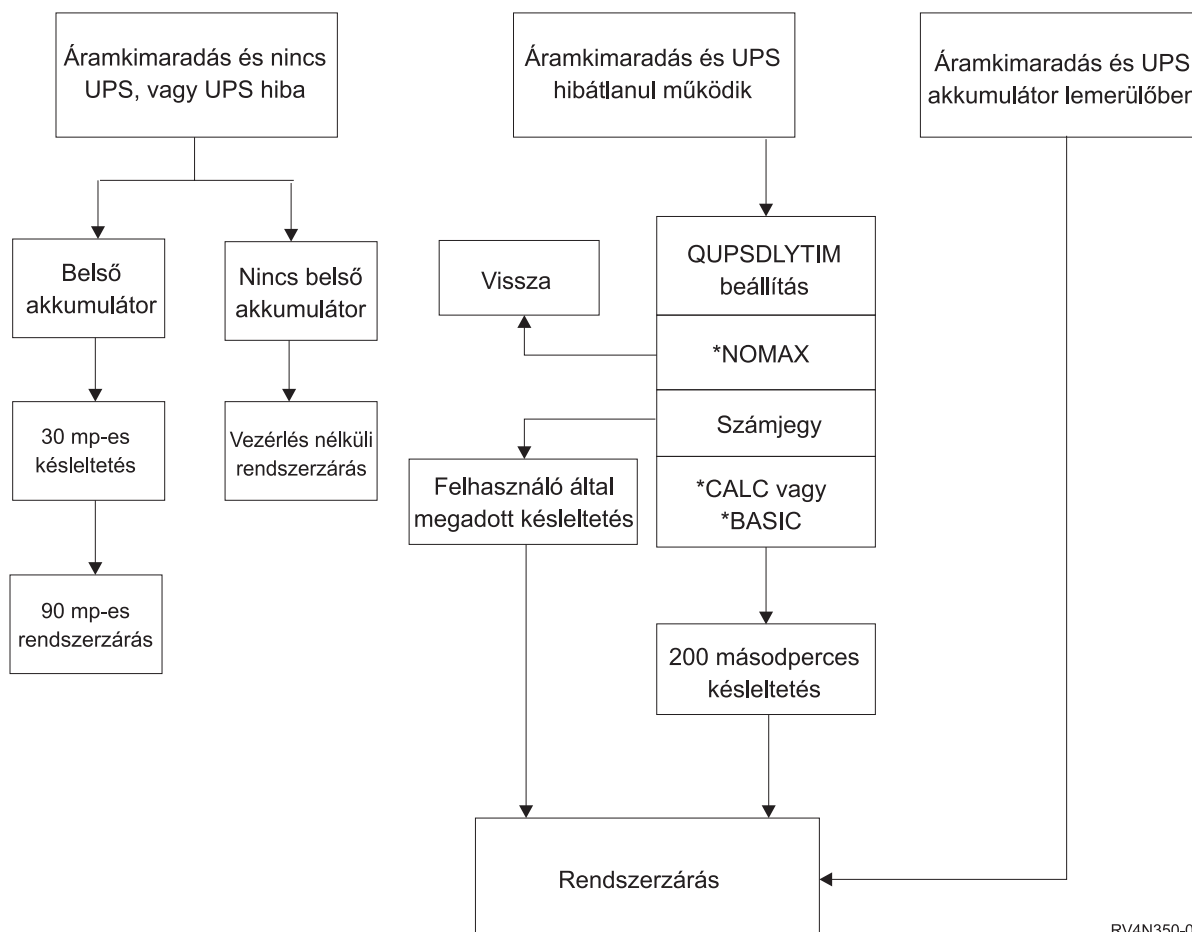 Áramkimaradás és nincs
UPS, vagy UPS hiba
Áramkimaradás és UPS
hibátlanul működik
Áramkimaradás és UPS
akkumulátor lemerülőben
Belső
akkumulátor
Nincs belső
akkumulátor
Vissza
QUPSDLYTIM
beállítás
*NOMAX
Számjegy
*CALC vagy
*BASIC
30 mp-es
késleltetés
Vezérlés nélküli
rendszerzárás
Felhasználó által
megadott késleltetés
90 mp-es
rendszerzárás
200 másodperces
késleltetés
Rendszerzárás
RV4N350-0